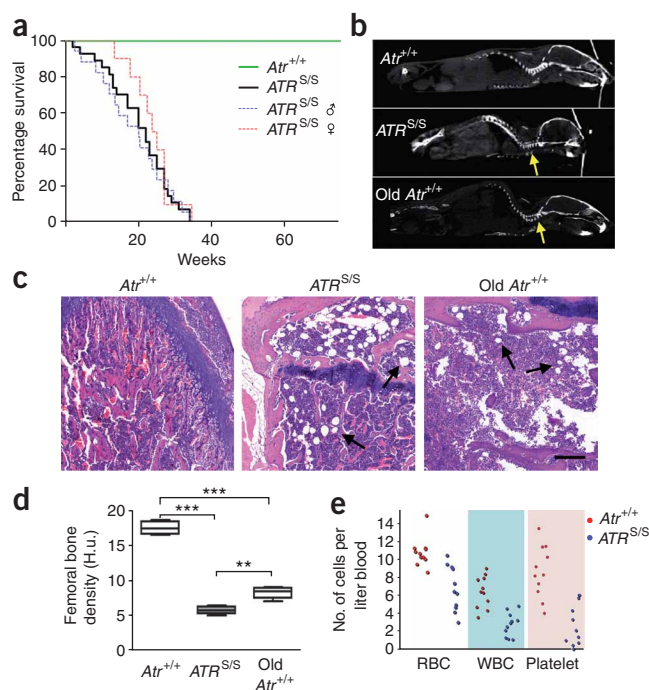 a
Percentage survival
100
80
60
40
20
0
0 20 40 60
Weeks
Atr+/+
ATRS/S
ATRS/S ♂
ATRS/S ♀
b
Atr+/+
ATRS/S
Old Atr+/+
c
Atr+/+ ATRS/S Old Atr+/+
d
Femoral bone
density (H.u.)
20
15
10
5
0
***
***
**
Atr+/+ ATRS/S Old
Atr+/+
e
No. of cells per
liter blood
14
12
10
8
6
4
2
0
RBC WBC Platelet
Atr+/+
ATRS/S